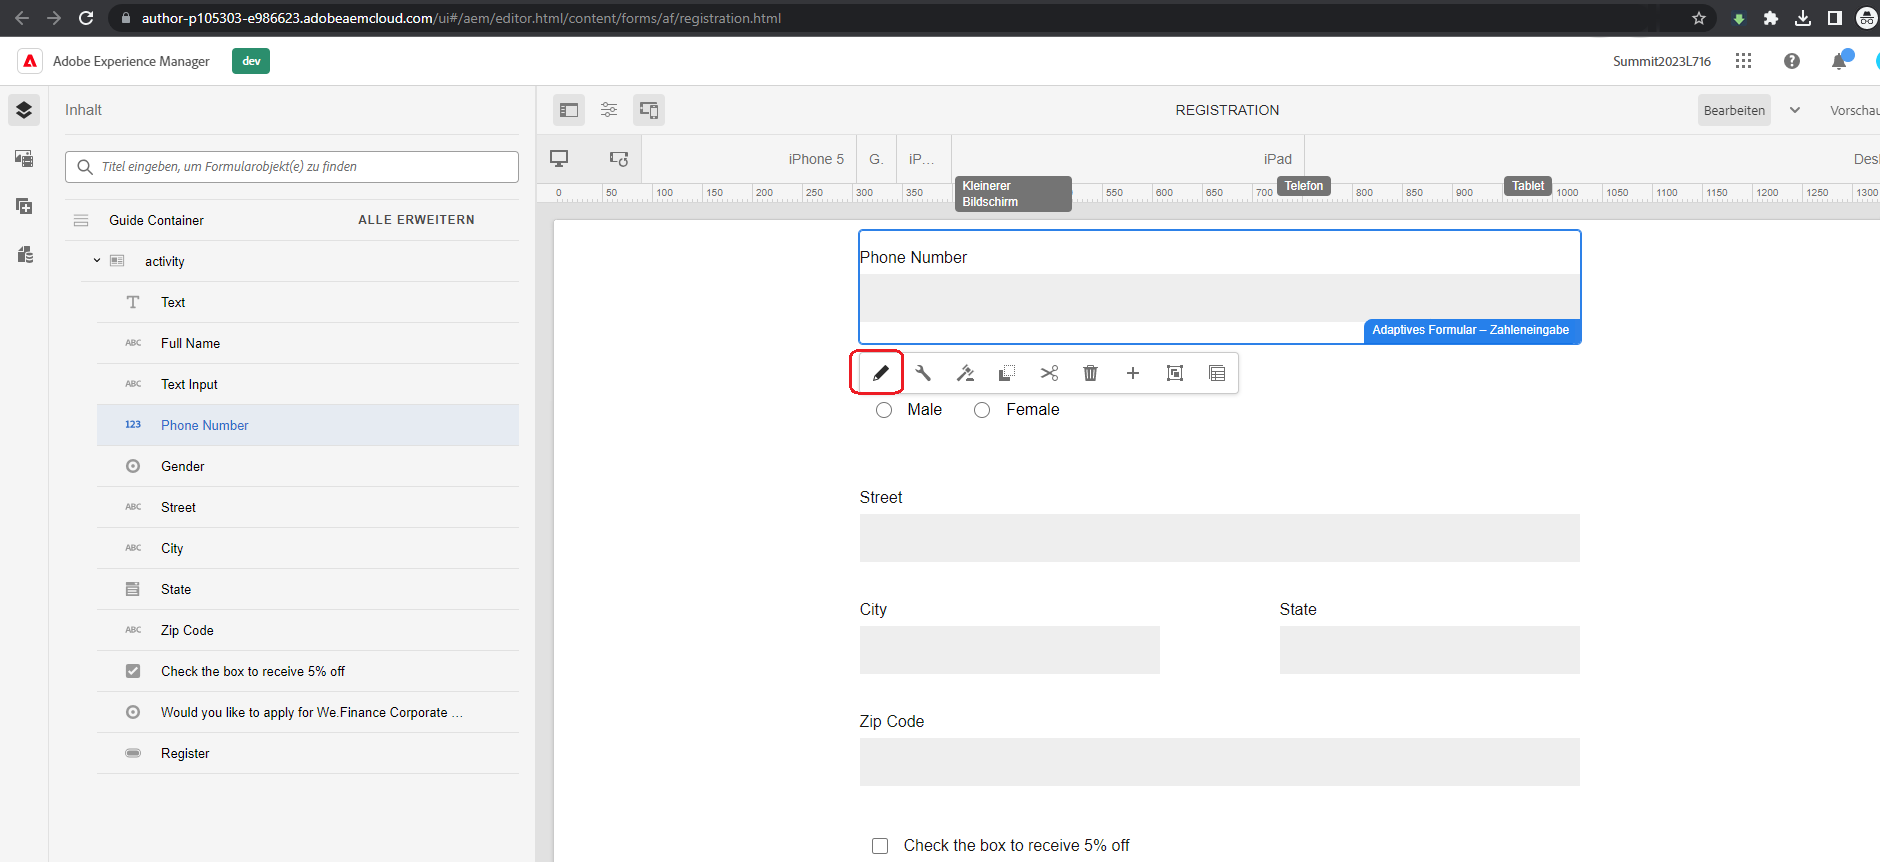 author-p105303-e986623.adobeaemcloud.com/ui#/aem/editor.html/content/forms/af/registration.html
Adobe Experience Manager
dev
Summit2023L716
Inhalt
REGISTRATION
Bearbeiten
Vorschau
Titel eingeben, um Formularobjekt(e) zu finden
iPhone 5
G.
iP...
iPad
Des
0 50 100 150 200 250 300 350 550 600 650 700 800 850 900 1000 1050 1100 1150 1200 1250 1300
Kleinerer
Bildschirm
Telefon
Tablet
Guide Container
ALLE ERWEITERN
activity
Text
ABC Full Name
ABC Text Input
123 Phone Number
Gender
ABC Street
ABC City
State
ABC Zip Code
Check the box to receive 5% off
Would you like to apply for We.Finance Corporate ...
Register
Phone Number
Adaptives Formular – Zahleneingabe
Male
Female
Street
City
State
Zip Code
Check the box to receive 5% off